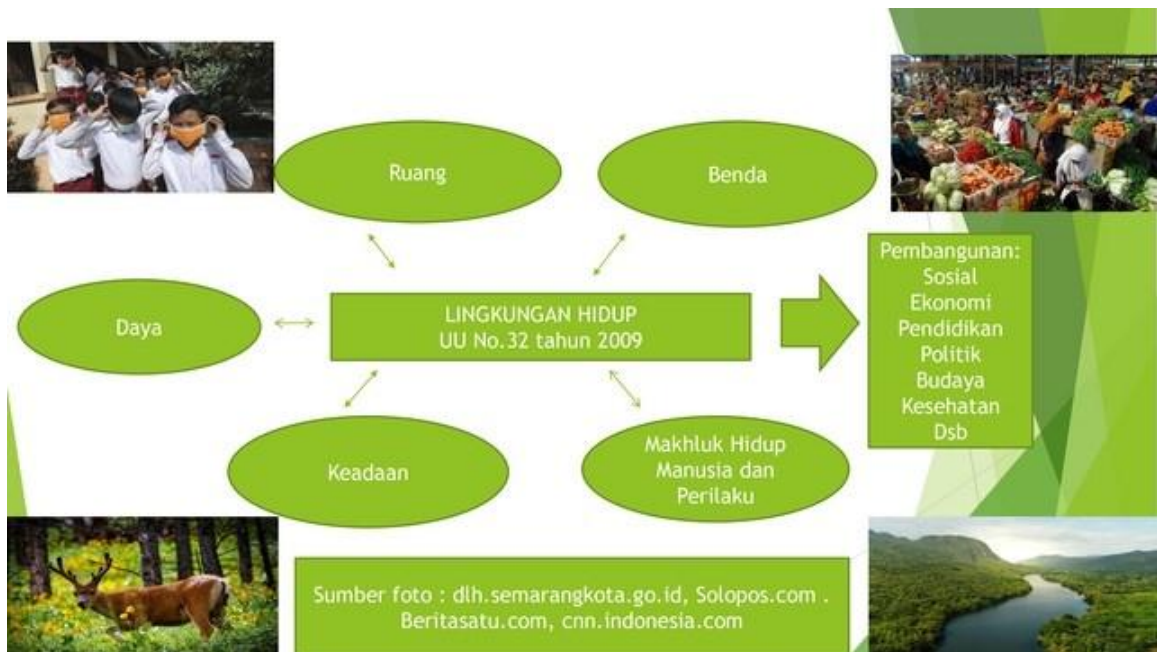 Ruang
Benda
Daya
LINGKUNGAN HIDUP
UU No.32 tahun 2009
Pembangunan:
Sosial
Ekonomi
Pendidikan
Politik
Budaya
Kesehatan
Dsb
Keadaan
Makhluk Hidup
Manusia dan
Perilaku
Sumber foto : dlh.semarangkota.go.id, Solopos.com .
Beritasatu.com, cnn.indonesia.com